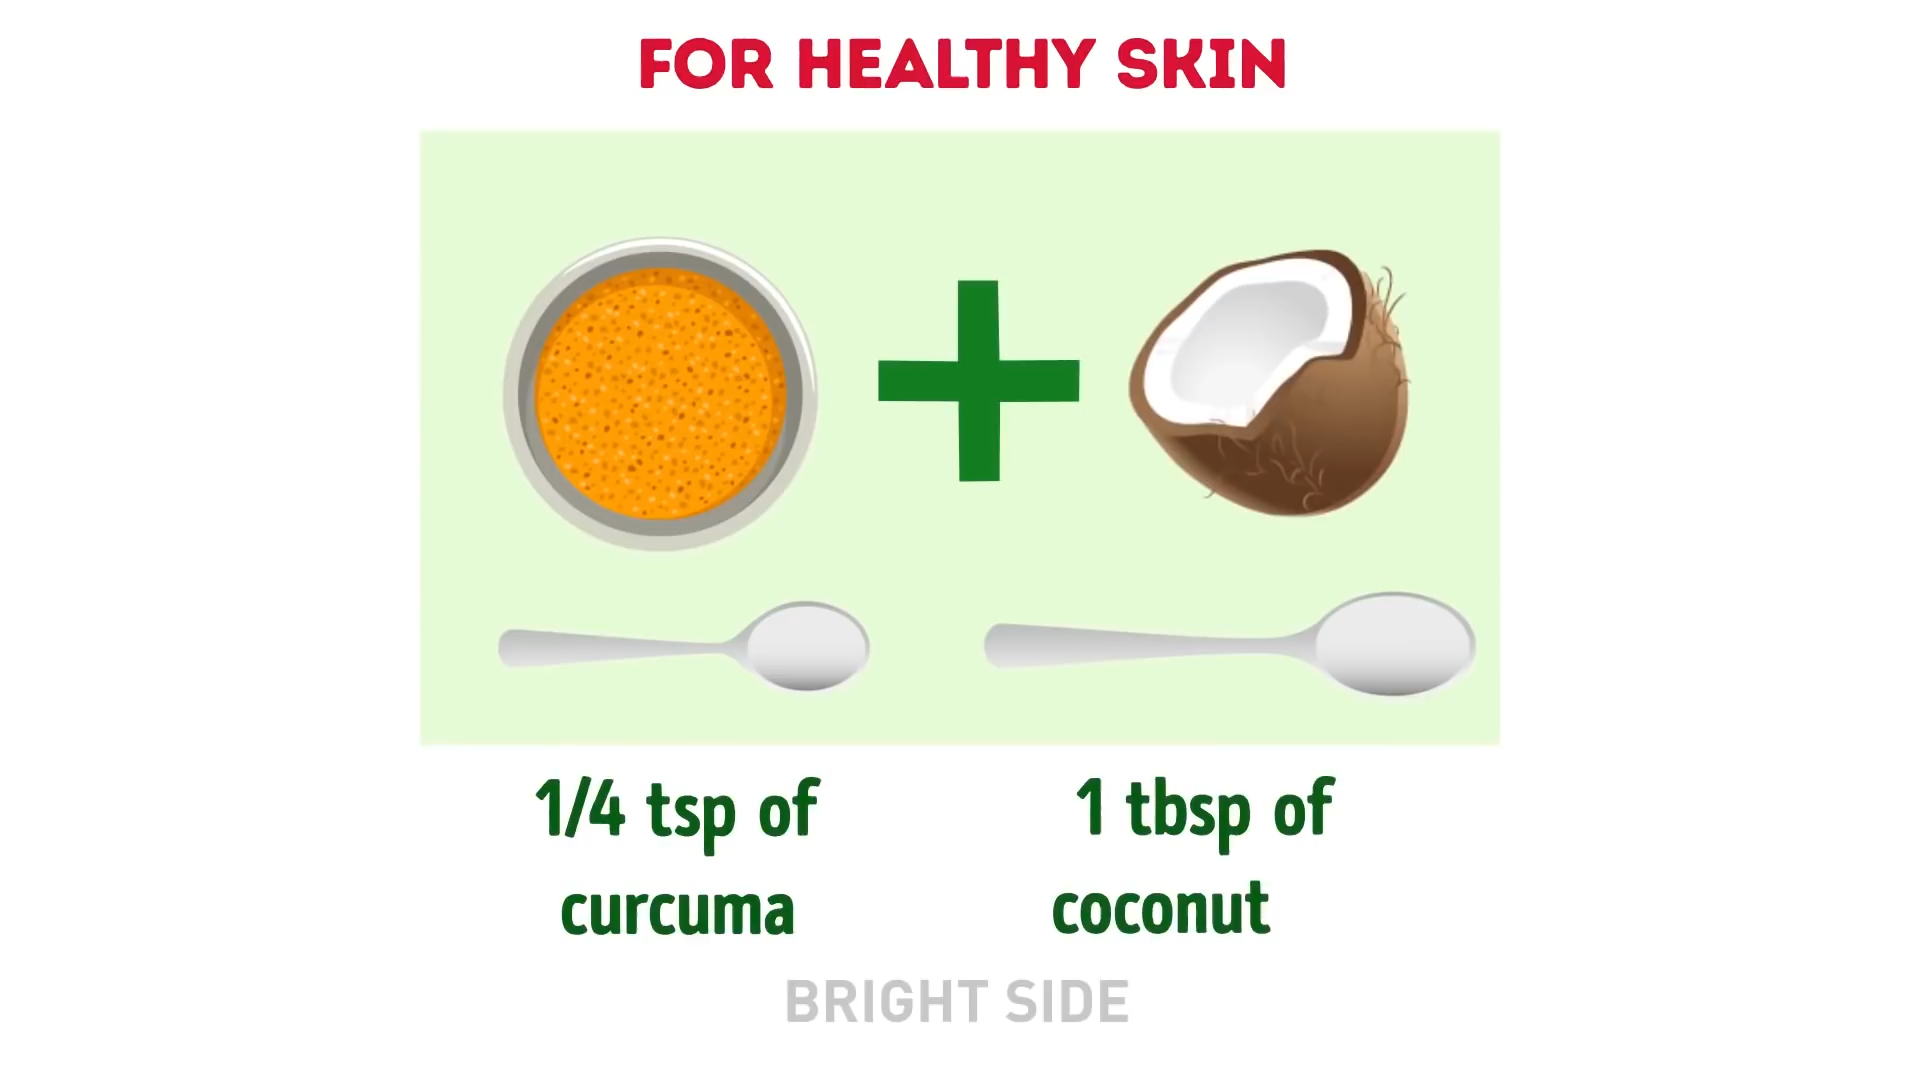 FOR HEALTHY SKIN
1/4 tsp of
curcuma
1 tbsp of
coconut
BRIGHT SIDE